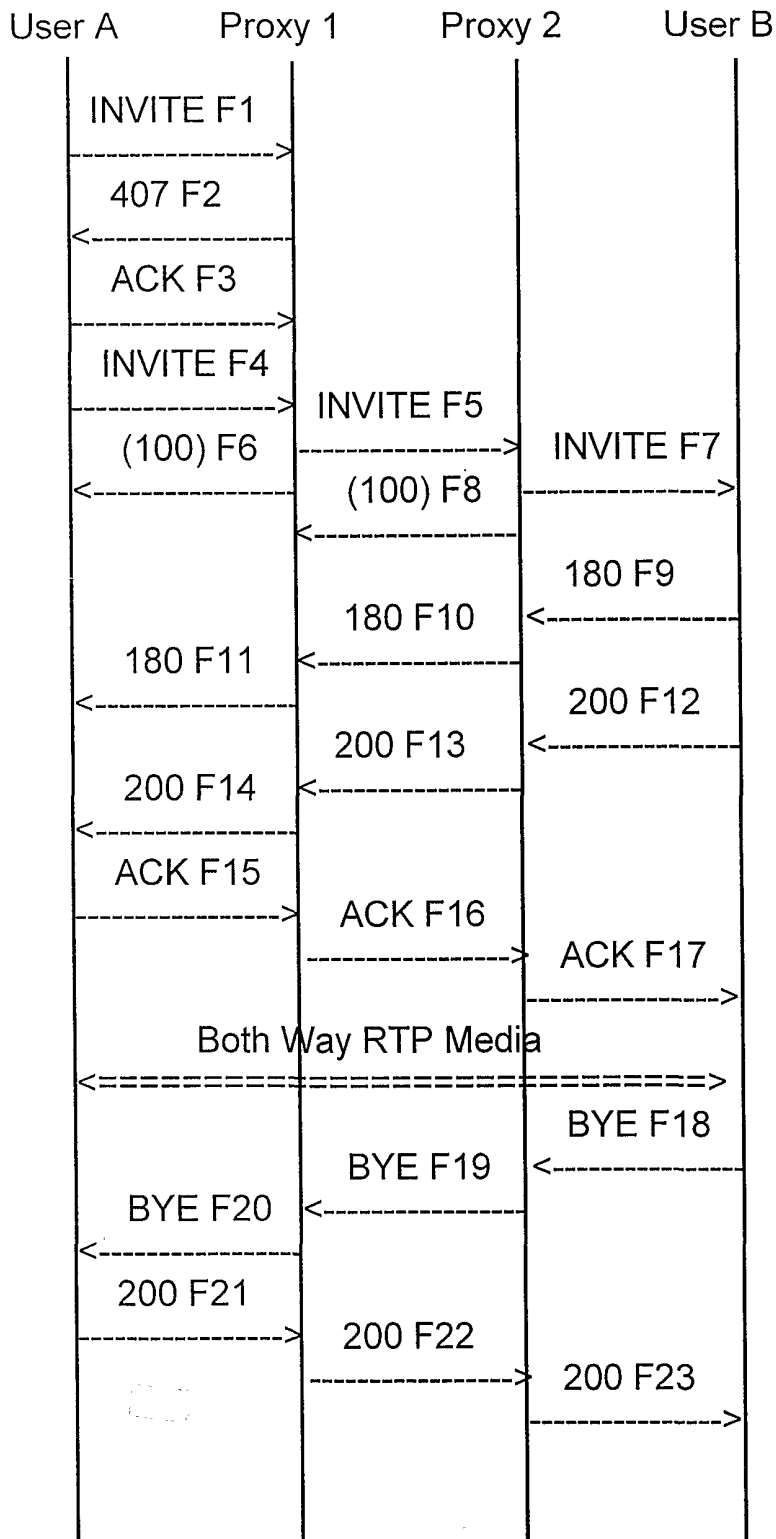 User A Proxy 1 Proxy 2 User B
INVITE F1
407 F2
ACK F3
INVITE F4
INVITE F5
(100) F6
INVITE F7
(100) F8
180 F9
180 F10
180 F11
200 F12
200 F13
200 F14
ACK F15
ACK F16
ACK F17
Both Way RTP Media
BYE F18
BYE F19
BYE F20
200 F21
200 F22
200 F23